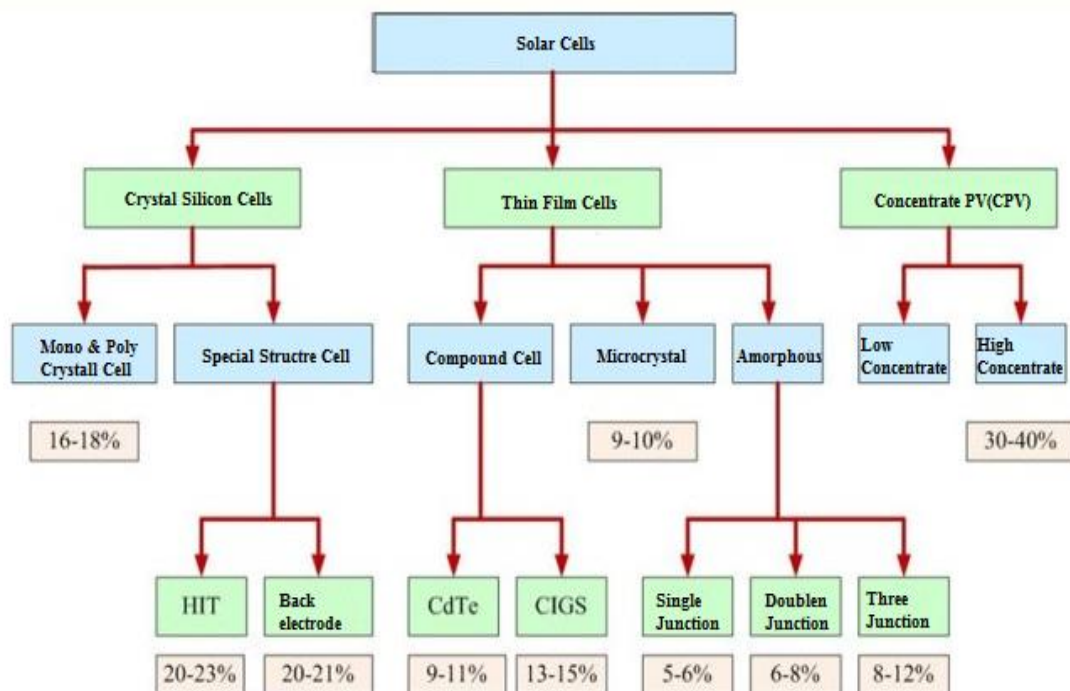 Solar Cells
Crystal Silicon Cells
Thin Film Cells
Concentrate PV(CPV)
Mono & Poly
Crystall Cell
Special Structre Cell
Compound Cell
Microcrystal
Amorphous
Low
Concentrate
High
Concentrate
16-18%
9-10%
30-40%
HIT
Back
electrode
CdTe
CIGS
Single
Junction
Doublen
Junction
Three
Junction
20-23%
20-21%
9-11%
13-15%
5-6%
6-8%
8-12%